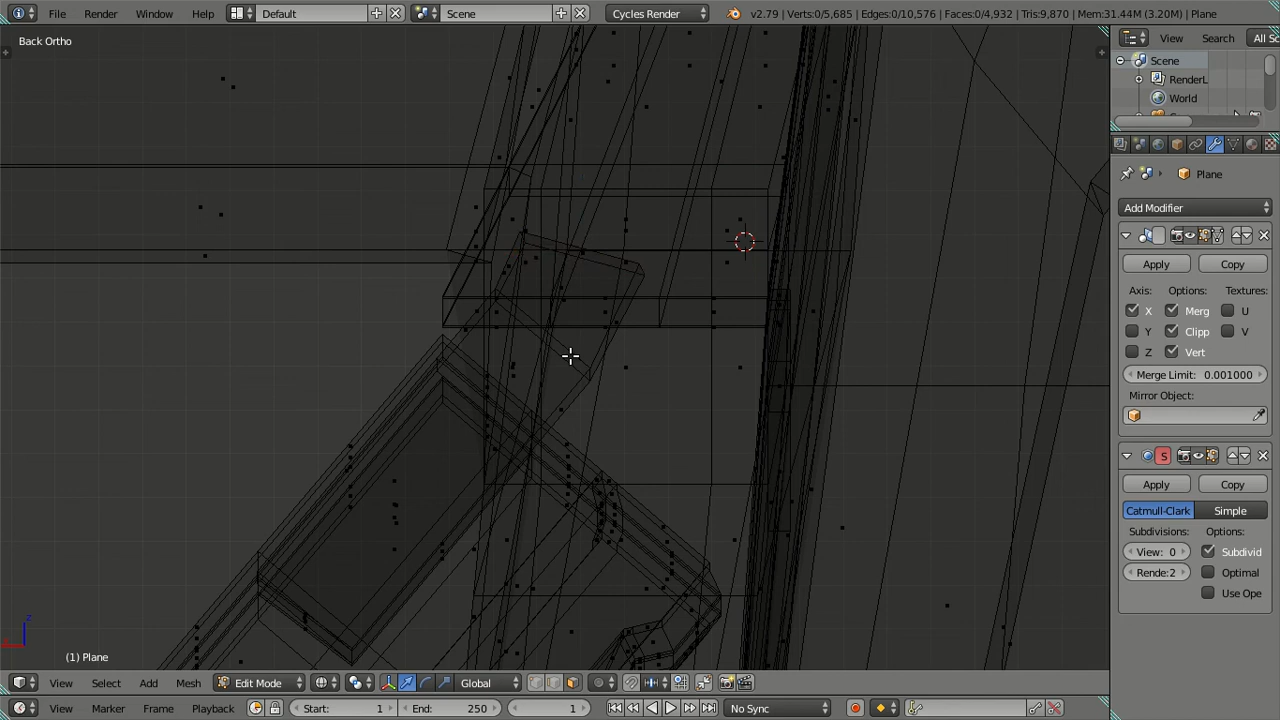 File Render Window Help Default Scene Cycles Render v2.79 | Verts:0/5,685 | Edges:0/10,576 | Faces:0/4,932 | Tris:9,870 | Mem:31.44M (3.20M) | Plane
Back Ortho
View Search All Sc
Scene
RenderL
World
Plane
Add Modifier
Apply Copy
Axis: Options: Textures:
X Merg U
Y Clipp V
Z Vert
Merge Limit: 0.001000
Mirror Object:
S
Apply Copy
Catmull-Clark Simple
Subdivisions: Options:
View: 0 Subdivid
Rende:2 Optimal
Use Ope
z
(1) Plane
View Select Add Mesh Edit Mode Global
View Marker Frame Playback Start: 1 End: 250 1 No Sync